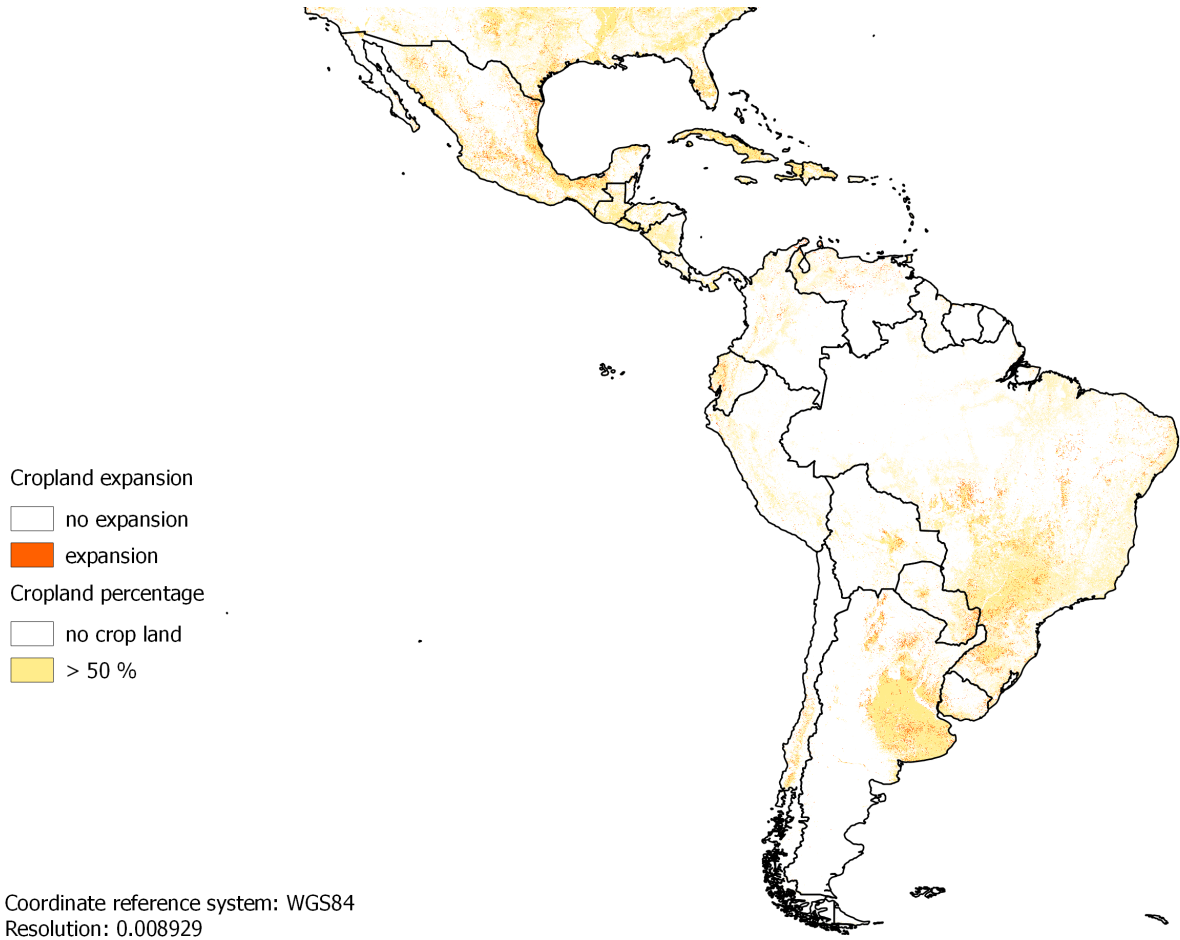 Cropland expansion
no expansion
expansion
Cropland percentage
no crop land
> 50 %
Coordinate reference system: WGS84
Resolution: 0.008929